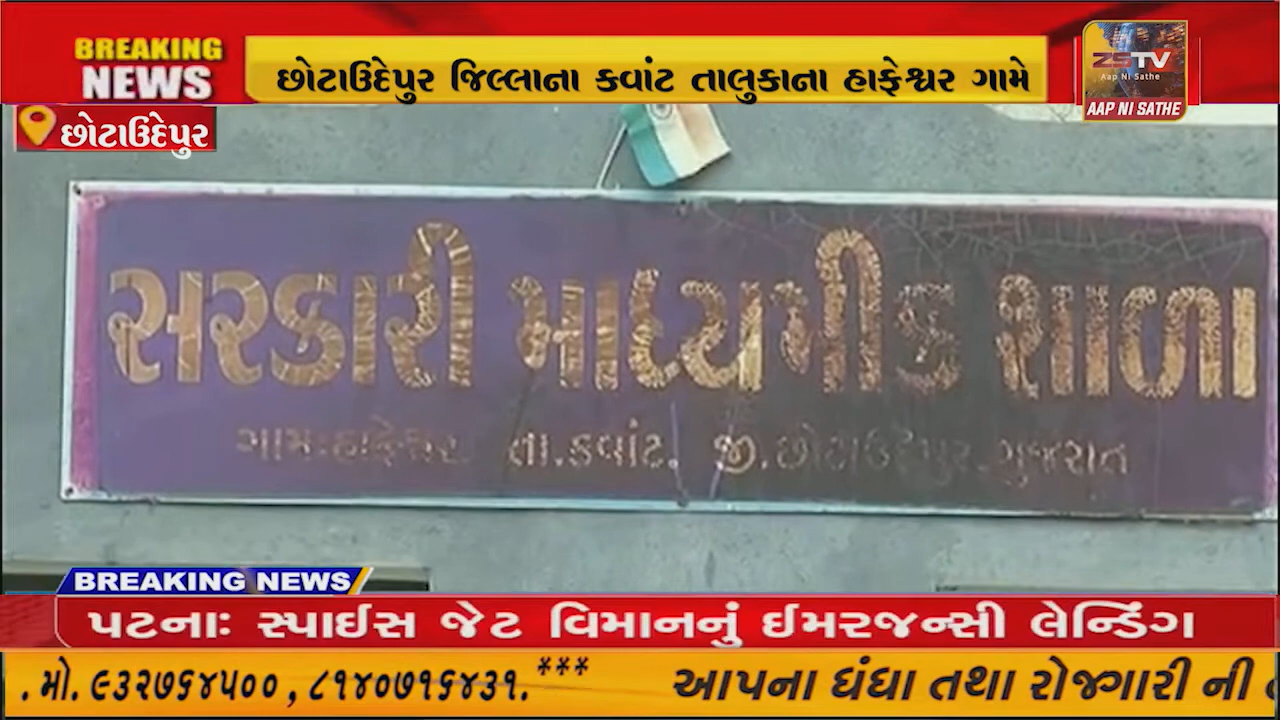 BREAKING
NEWS
છોટાઉદેપુર જિલ્લાના કવાંટ તાલુકાના હાફેશ્વર ગામે
ZSTV
Aap Ni Sathe
AAP NI SATHE
છોટાઉદેપુર
સરકારી માધ્યમીક શાળા
ગામ:હાફેશ્વર. તા.કવાંટ. જી.છોટાઉદેપુર.ગુજરાત
BREAKING NEWS
પટનાઃ સ્પાઈસ જેટ વિમાનનું ઈમરજન્સી લેન્ડિંગ
. મો. ૯૩૨૭૬૪૫૦૦ , ૮૧૪૦૭૧૬૪૩૧. *** આપના ધંધા તથા રોજગારી ની